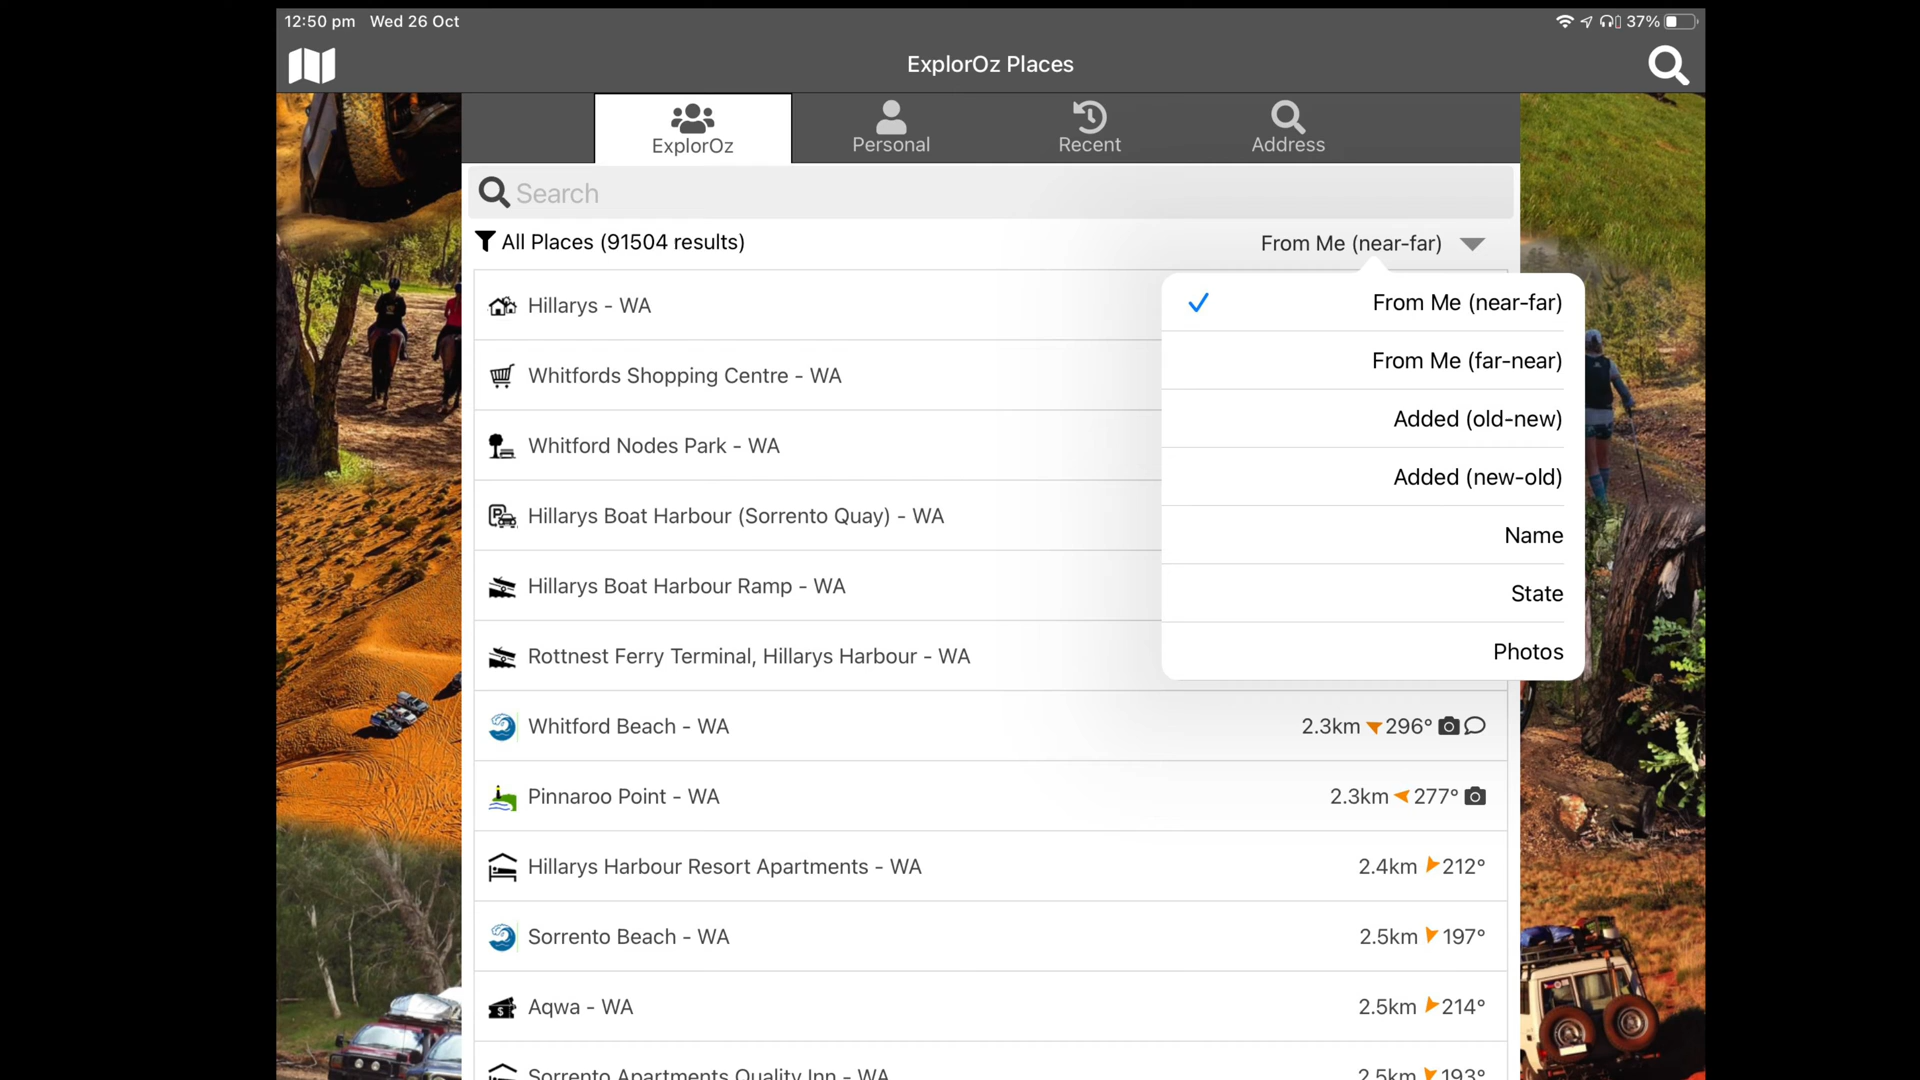 12:50 pm Wed 26 Oct 37%
ExplorOz Places
ExplorOz Personal Recent Address
Search
All Places (91504 results) From Me (near-far)
From Me (near-far)
From Me (far-near)
Added (old-new)
Added (new-old)
Name
State
Photos
Hillarys - WA
Whitfords Shopping Centre - WA
Whitford Nodes Park - WA
Hillarys Boat Harbour (Sorrento Quay) - WA
Hillarys Boat Harbour Ramp - WA
Rottnest Ferry Terminal, Hillarys Harbour - WA
Whitford Beach - WA 2.3km 296°
Pinnaroo Point - WA 2.3km 277°
Hillarys Harbour Resort Apartments - WA 2.4km 212°
Sorrento Beach - WA 2.5km 197°
Aqwa - WA 2.5km 214°
Sorrento Apartments Quality Inn - WA 2.5km 193°